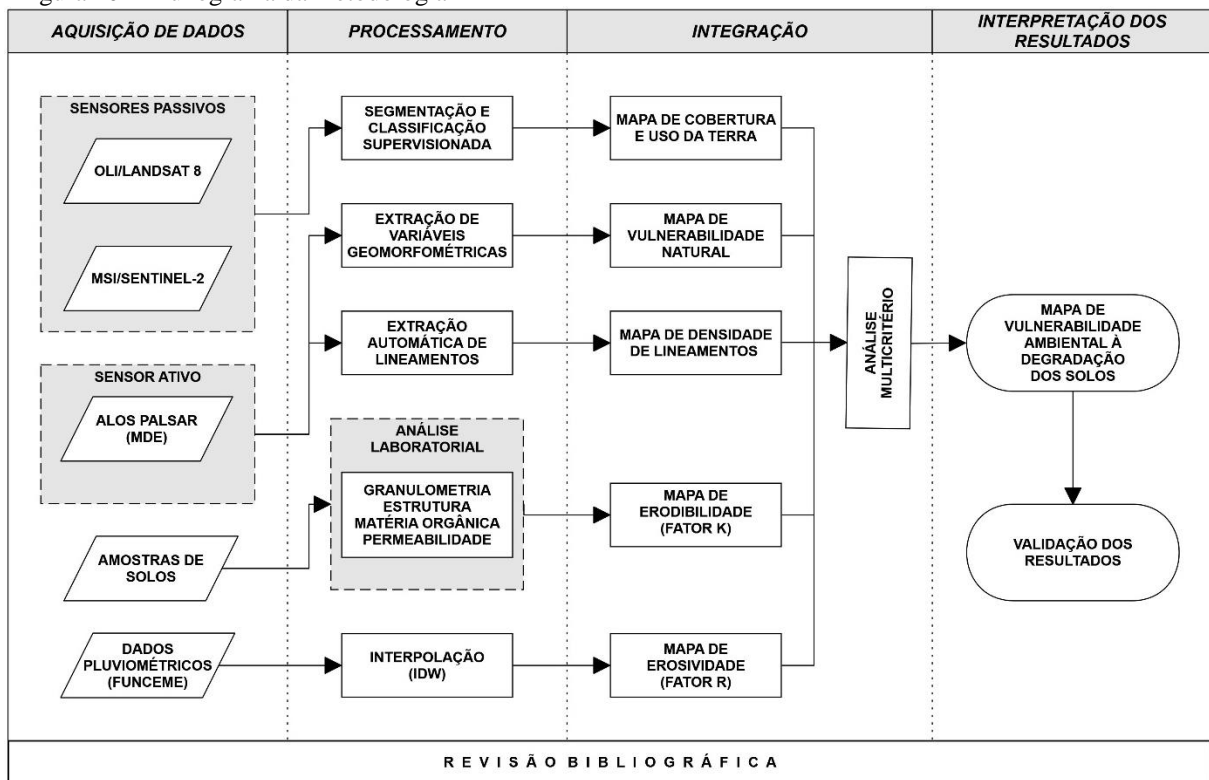 AQUISIÇÃO DE DADOS
PROCESSAMENTO
INTEGRAÇÃO
INTERPRETAÇÃO DOS
RESULTADOS
SENSORES PASSIVOS
OLI/LANDSAT 8
MSI/SENTINEL-2
SENSOR ATIVO
ALOS PALSAR
(MDE)
AMOSTRAS DE
SOLOS
DADOS
PLUVIOMÉTRICOS
(FUNCEME)
SEGMENTAÇÃO E
CLASSIFICAÇÃO
SUPERVISIONADA
EXTRAÇÃO DE
VARIÁVEIS
GEOMORFOMÉTRICAS
EXTRAÇÃO
AUTOMÁTICA DE
LINEAMENTOS
ANÁLISE
LABORATORIAL
GRANULOMETRIA
ESTRUTURA
MATÉRIA ORGÂNICA
PERMEABILIDADE
INTERPOLAÇÃO
(IDW)
MAPA DE COBERTURA
E USO DA TERRA
MAPA DE
VULNERABILIDADE
NATURAL
MAPA DE DENSIDADE
DE LINEAMENTOS
MAPA DE
ERODIBILIDADE
(FATOR K)
MAPA DE
EROSIVIDADE
(FATOR R)
ANÁLISE
MULTICRITÉRIO
MAPA DE
VULNERABILIDADE
AMBIENTAL À
DEGRADAÇÃO
DOS SOLOS
VALIDAÇÃO DOS
RESULTADOS
REVISÃO BIBLIOGRÁFICA